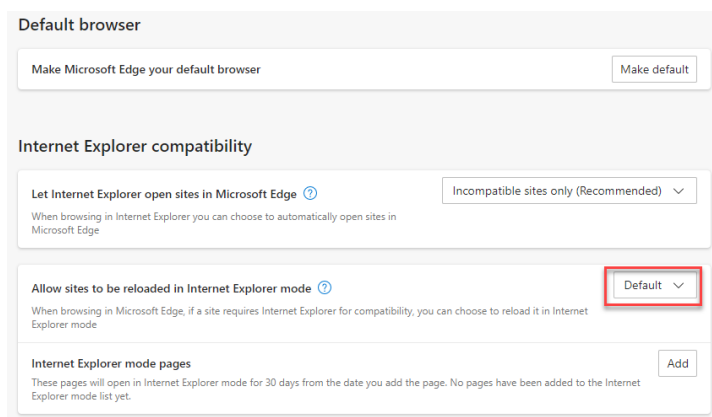 Default browser
Make Microsoft Edge your default browser
Make default
Internet Explorer compatibility
Let Internet Explorer open sites in Microsoft Edge
Incompatible sites only (Recommended)
When browsing in Internet Explorer you can choose to automatically open sites in
Microsoft Edge
Allow sites to be reloaded in Internet Explorer mode
Default
When browsing in Microsoft Edge, if a site requires Internet Explorer for compatibility, you can choose to reload it in Internet
Explorer mode
Internet Explorer mode pages
Add
These pages will open in Internet Explorer mode for 30 days from the date you add the page. No pages have been added to the Internet
Explorer mode list yet.